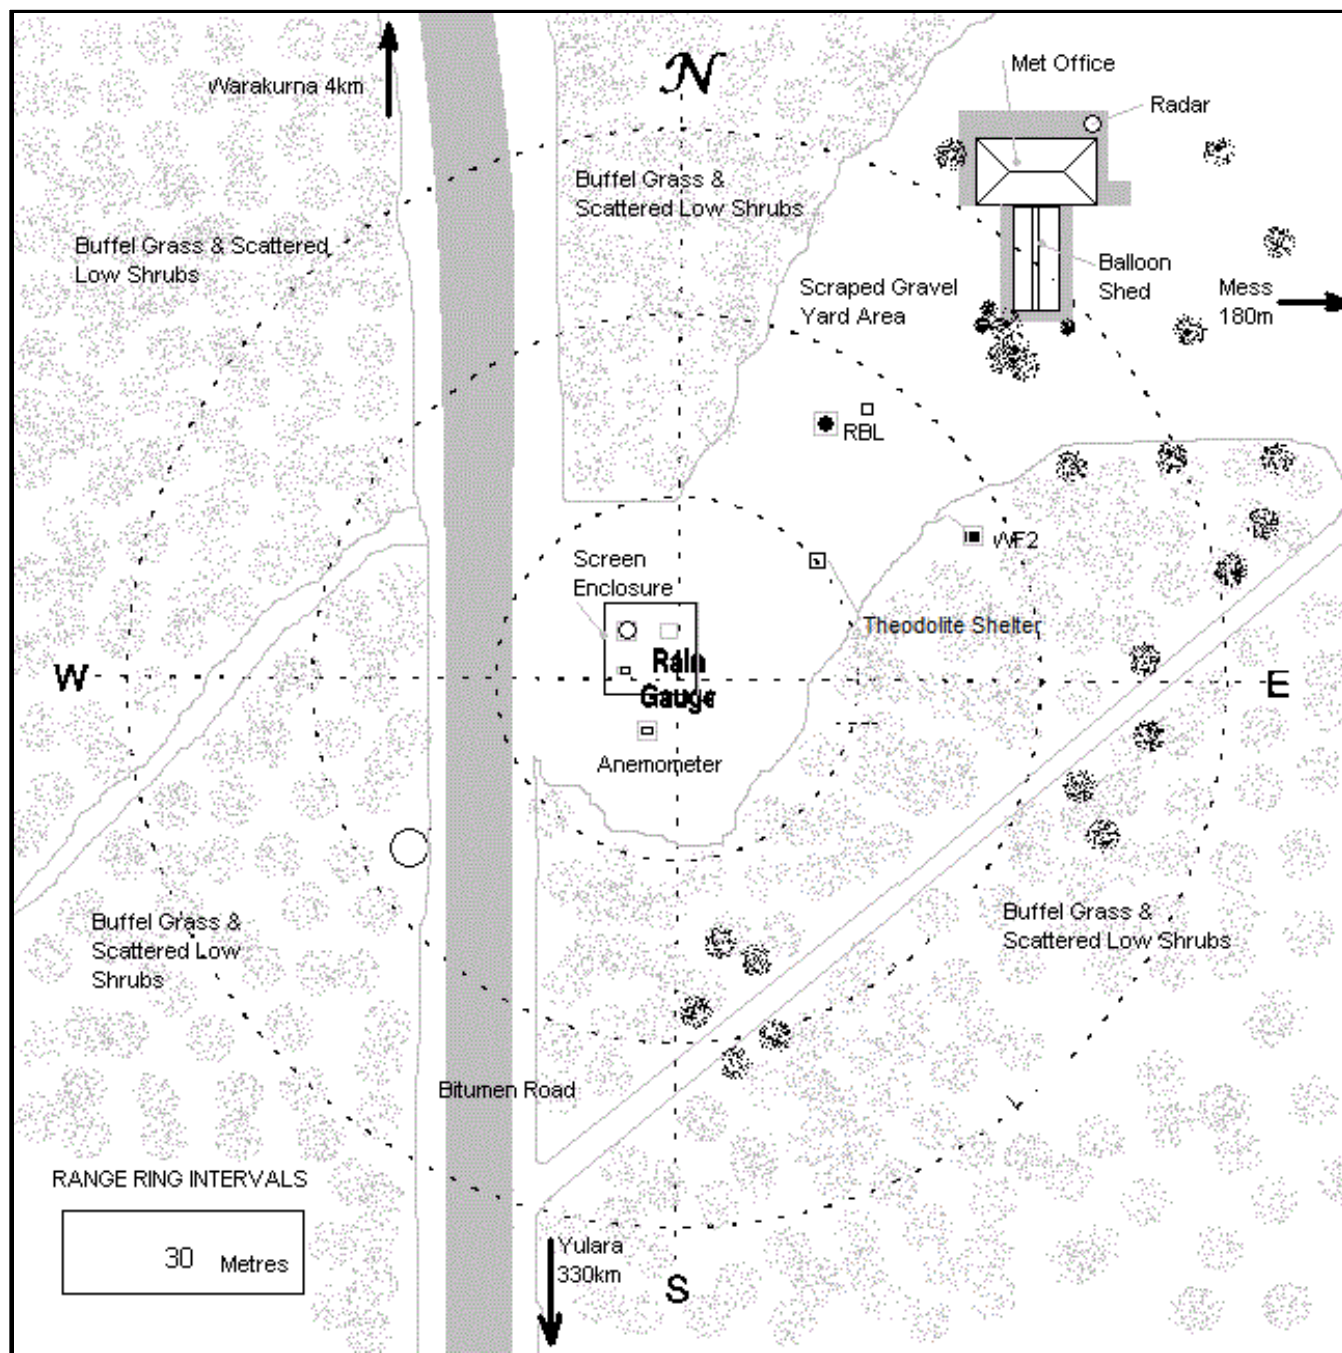 N
Met Office
Warakurna 4km
Radar
Buffel Grass &
Scattered Low Shrubs
Buffel Grass & Scattered
Low Shrubs
Balloon
Shed
Scraped Gravel
Yard Area
Mess
180m
RBL
WF2
Screen
Enclosure
Theodolite Shelter
Rain
Gauge
W
E
Anemometer
Buffel Grass &
Scattered Low
Shrubs
Buffel Grass &
Scattered Low Shrubs
Bitumen Road
RANGE RING INTERVALS
30 Metres
Yulara
330km
S